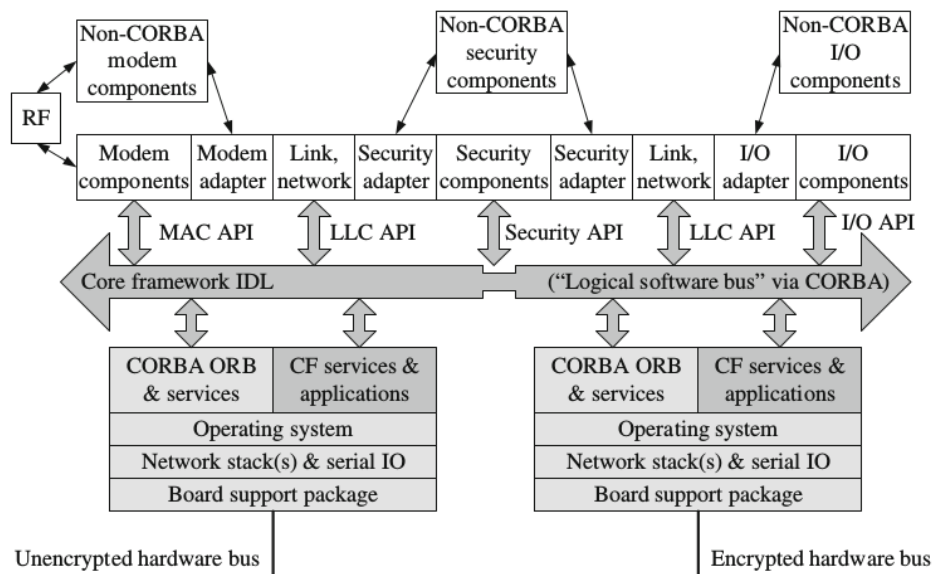 Non-CORBA
modem
components
Non-CORBA
security
components
Non-CORBA
I/O
components
RF
Modem
components
Modem
adapter
Link,
network
Security
adapter
Security
components
Security
adapter
Link,
network
I/O
adapter
I/O
components
MAC API
LLC API
Security API
LLC API
I/O API
Core framework IDL
(“Logical software bus” via CORBA)
CORBA ORB
& services
CF services &
applications
CORBA ORB
& services
CF services &
applications
Operating system
Operating system
Network stack(s) & serial IO
Network stack(s) & serial IO
Board support package
Board support package
Unencrypted hardware bus
Encrypted hardware bus